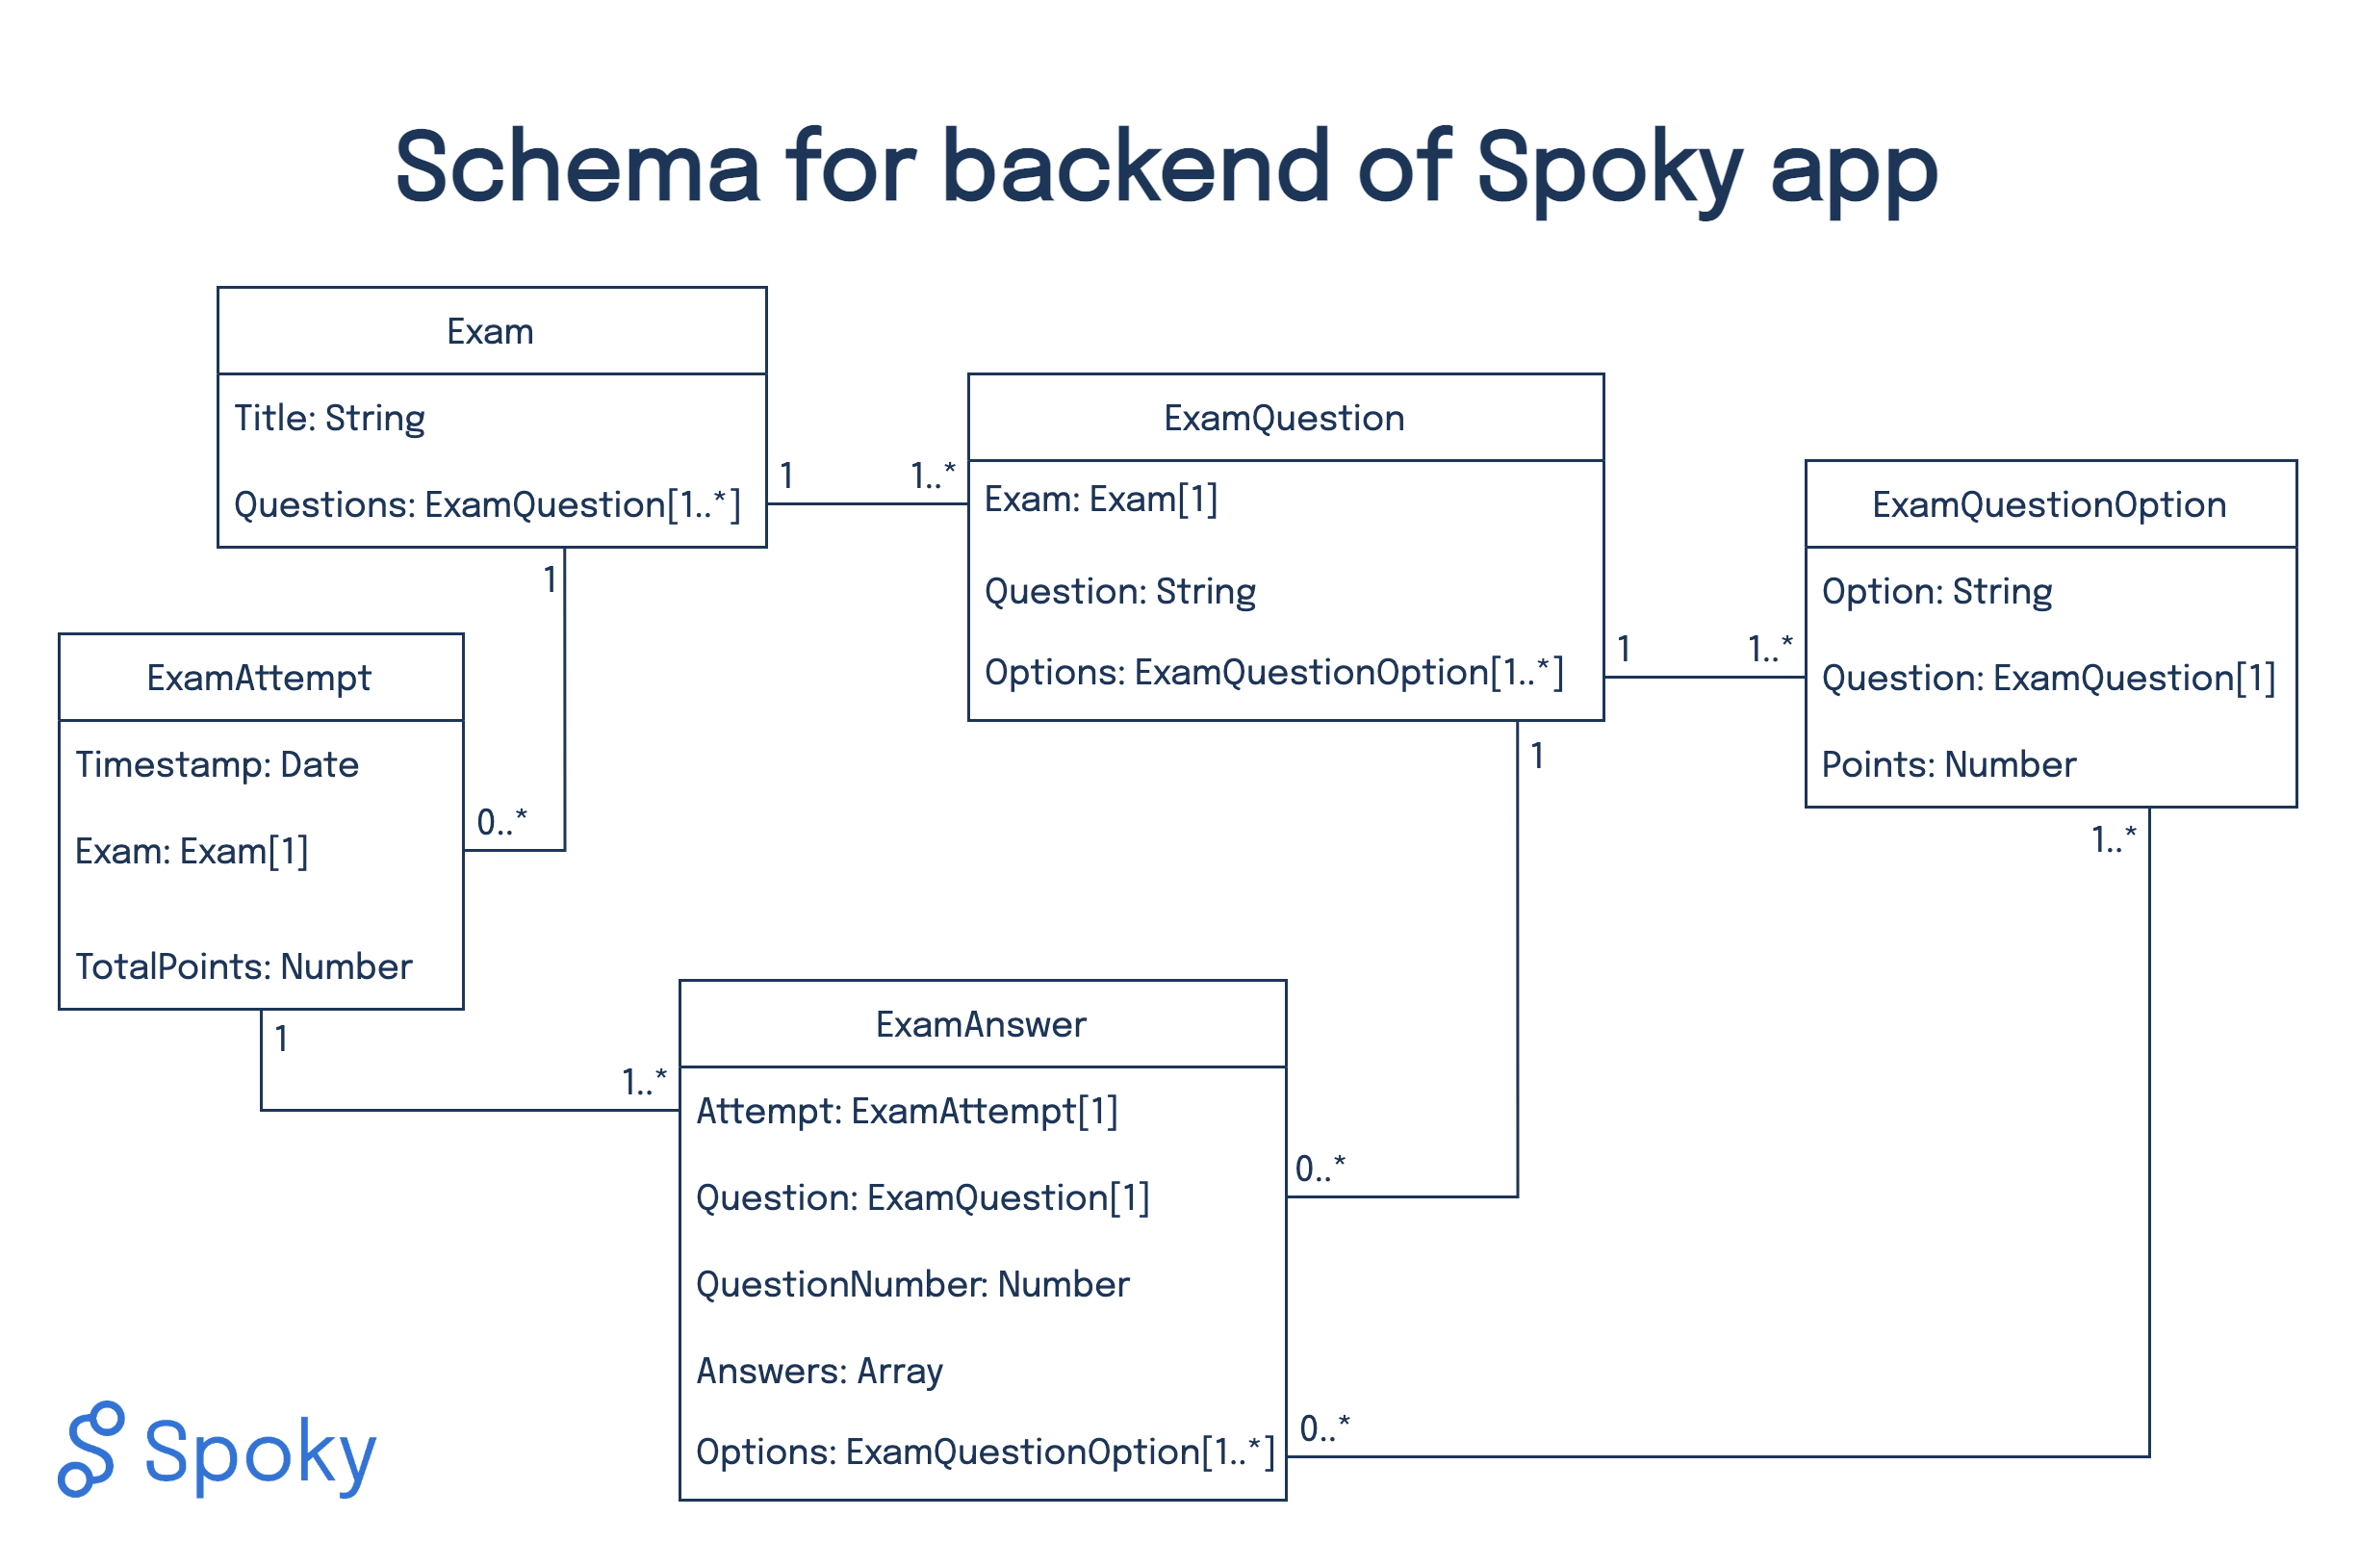 Schema for backend of Spoky app
Exam
Title: String
Questions: ExamQuestion[1..*]
1
1..*
1
ExamQuestion
Exam: Exam[1]
Question: String
Options: ExamQuestionOption[1..*]
1
1..*
1
ExamQuestionOption
Option: String
Question: ExamQuestion[1]
Points: Number
1..*
ExamAttempt
Timestamp: Date
Exam: Exam[1]
TotalPoints: Number
0..*
1
1..*
ExamAnswer
Attempt: ExamAttempt[1]
Question: ExamQuestion[1]
QuestionNumber: Number
Answers: Array
Options: ExamQuestionOption[1..*]
0..*
0..*
Spoky